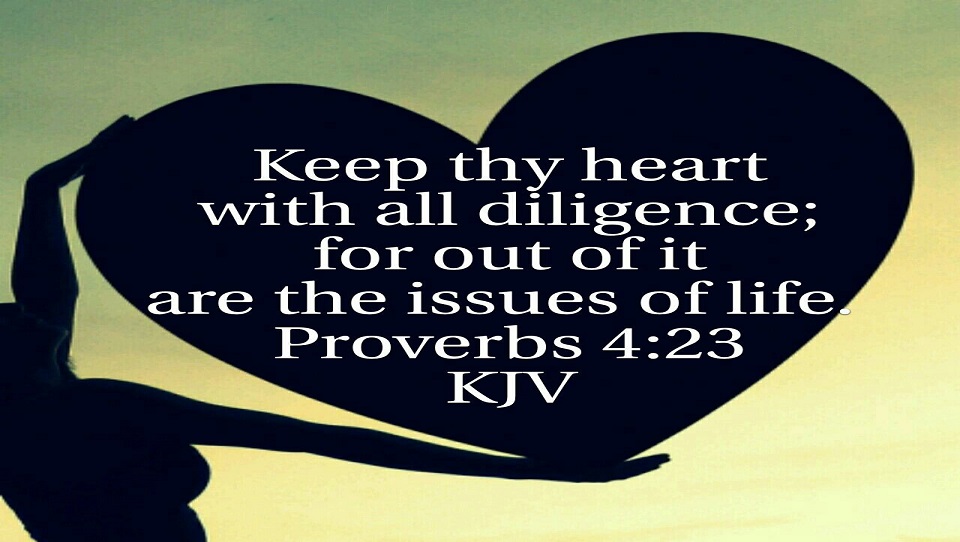 Keep thy heart
with all diligence;
for out of it
are the issues of life.
Proverbs 4:23
KJV